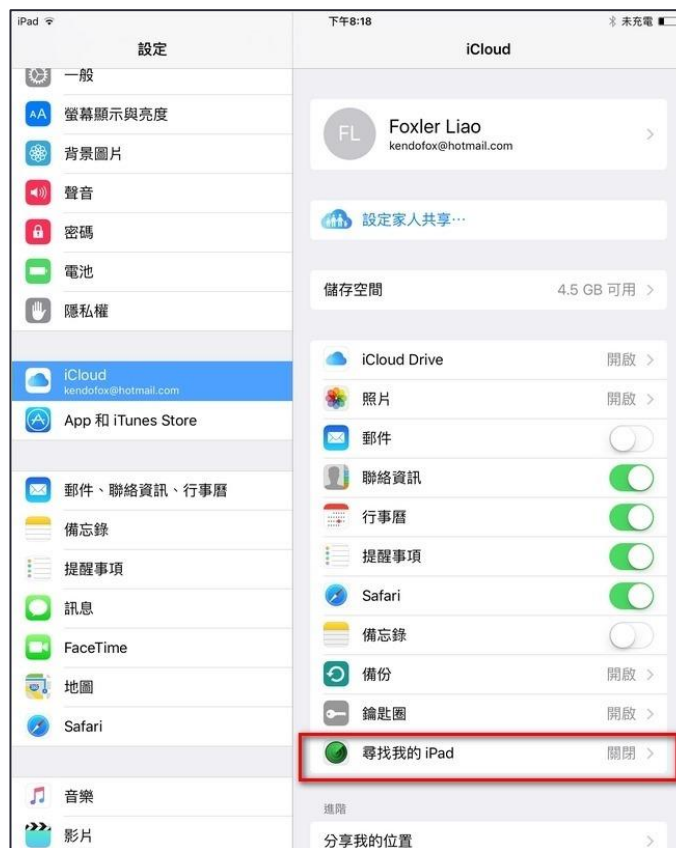 iPad 下午8:18 未充電
設定
iCloud
一般
螢幕顯示與亮度
背景圖片
聲音
密碼
電池
隱私權
iCloud
kendofox@hotmail.com
App 和 iTunes Store
郵件、聯絡資訊、行事曆
備忘錄
提醒事項
訊息
FaceTime
地圖
Safari
音樂
影片
FL
Foxler Liao
kendofox@hotmail.com
設定家人共享…
儲存空間 4.5 GB 可用
iCloud Drive 開啟
照片 開啟
郵件
聯絡資訊
行事曆
提醒事項
Safari
備忘錄
備份 開啟
鑰匙圈 開啟
尋找我的 iPad 關閉
進階
分享我的位置